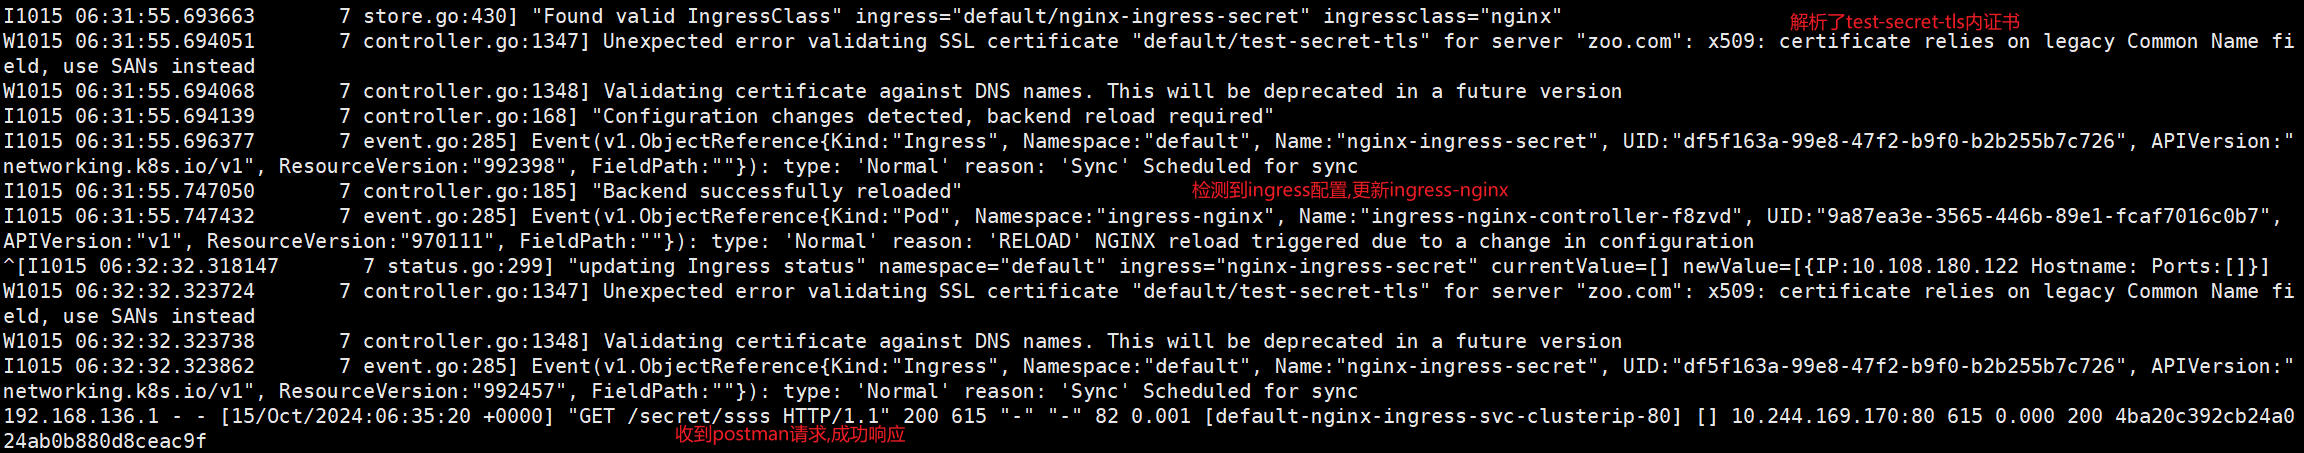 I1015 06:31:55.693663       7 store.go:430] "Found valid IngressClass" ingress="default/nginx-ingress-secret" ingressclass="nginx"
解析了test-secret-tls内证书
W1015 06:31:55.694051       7 controller.go:1347] Unexpected error validating SSL certificate "default/test-secret-tls" for server "zoo.com": x509: certificate relies on legacy Common Name fi
eld, use SANs instead
W1015 06:31:55.694068       7 controller.go:1348] Validating certificate against DNS names. This will be deprecated in a future version
I1015 06:31:55.694139       7 controller.go:168] "Configuration changes detected, backend reload required"
I1015 06:31:55.696377       7 event.go:285] Event(v1.ObjectReference{Kind:"Ingress", Namespace:"default", Name:"nginx-ingress-secret", UID:"df5f163a-99e8-47f2-b9f0-b2b255b7c726", APIVersion:"
networking.k8s.io/v1", ResourceVersion:"992398", FieldPath:""}): type: 'Normal' reason: 'Sync' Scheduled for sync
I1015 06:31:55.747050       7 controller.go:185] "Backend successfully reloaded"
检测到ingress配置,更新ingress-nginx
I1015 06:31:55.747432       7 event.go:285] Event(v1.ObjectReference{Kind:"Pod", Namespace:"ingress-nginx", Name:"ingress-nginx-controller-f8zvd", UID:"9a87ea3e-3565-446b-89e1-fcaf7016c0b7", 
APIVersion:"v1", ResourceVersion:"970111", FieldPath:""}): type: 'Normal' reason: 'RELOAD' NGINX reload triggered due to a change in configuration
^[I1015 06:32:32.318147       7 status.go:299] "updating Ingress status" namespace="default" ingress="nginx-ingress-secret" currentValue=[] newValue=[{IP:10.108.180.122 Hostname: Ports:[]}]
W1015 06:32:32.323724       7 controller.go:1347] Unexpected error validating SSL certificate "default/test-secret-tls" for server "zoo.com": x509: certificate relies on legacy Common Name fi
eld, use SANs instead
W1015 06:32:32.323738       7 controller.go:1348] Validating certificate against DNS names. This will be deprecated in a future version
I1015 06:32:32.323862       7 event.go:285] Event(v1.ObjectReference{Kind:"Ingress", Namespace:"default", Name:"nginx-ingress-secret", UID:"df5f163a-99e8-47f2-b9f0-b2b255b7c726", APIVersion:"
networking.k8s.io/v1", ResourceVersion:"992457", FieldPath:""}): type: 'Normal' reason: 'Sync' Scheduled for sync
192.168.136.1 - - [15/Oct/2024:06:35:20 +0000] "GET /secret/ssss HTTP/1.1" 200 615 "-" "-" 82 0.001 [default-nginx-ingress-svc-clusterip-80] [] 10.244.169.170:80 615 0.000 200 4ba20c392cb24a0
24ab0b880d8ceac9f
收到postman请求,成功响应